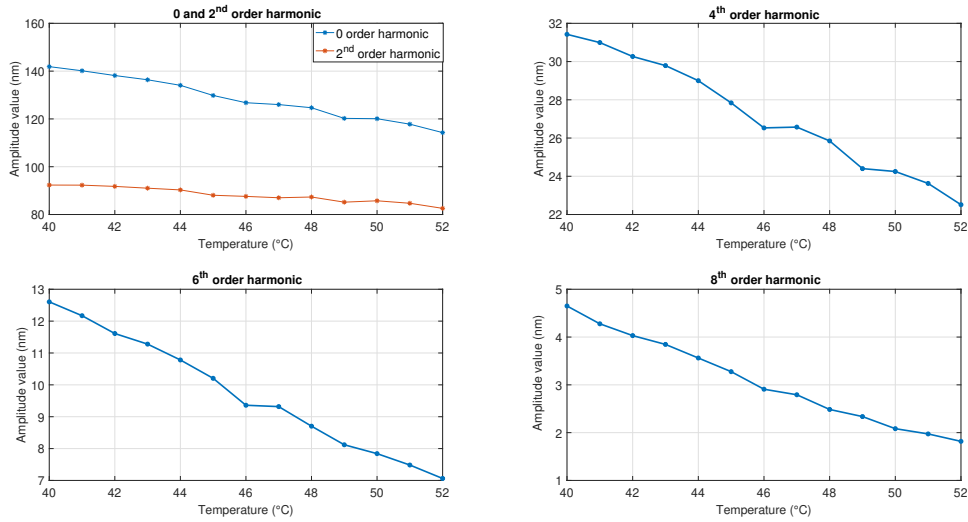 0 and 2nd order harmonic
160
140
120
100
80
Amplitude value (nm)
0 order harmonic
2nd order harmonic
40 42 44 46 48 50 52
Temperature (°C)
4th order harmonic
32
30
28
26
24
22
Amplitude value (nm)
40 42 44 46 48 50 52
Temperature (°C)
6th order harmonic
13
12
11
10
9
8
7
Amplitude value (nm)
40 42 44 46 48 50 52
Temperature (°C)
8th order harmonic
5
4
3
2
1
Amplitude value (nm)
40 42 44 46 48 50 52
Temperature (°C)